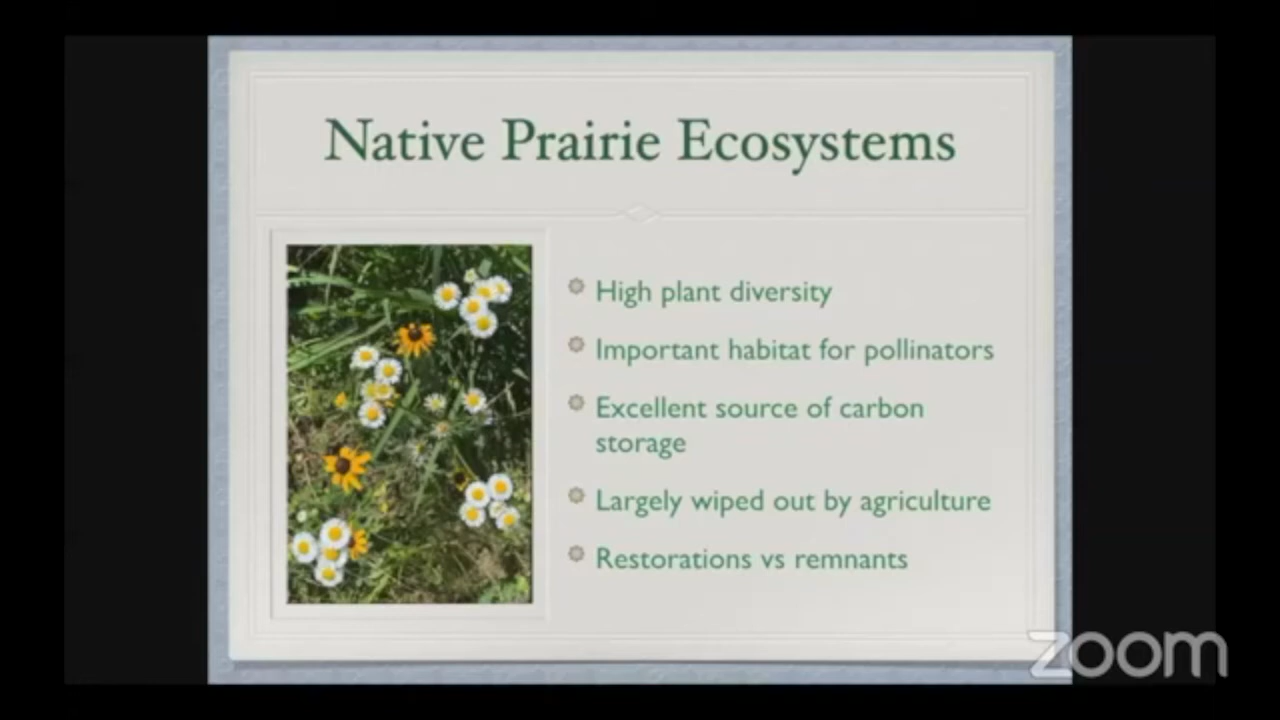 Native Prairie Ecosystems
High plant diversity
Important habitat for pollinators
Excellent source of carbon
storage
Largely wiped out by agriculture
Restorations vs remnants
zoom